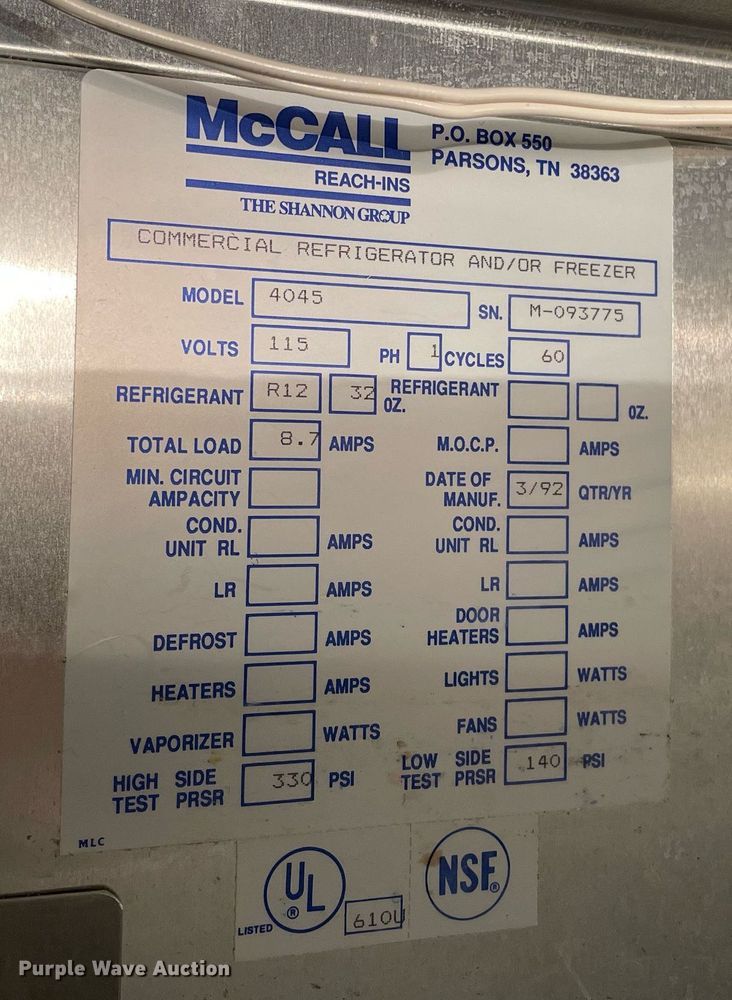 McCALL
REACH-INS
THE SHANNON GROUP
P.O. BOX 550
PARSONS, TN 38363
COMMERCIAL REFRIGERATOR AND/OR FREEZER
MODEL 4045 SN. M-093775
VOLTS 115 PH 1 CYCLES 60
REFRIGERANT R12 32 OZ. REFRIGERANT OZ.
TOTAL LOAD 8.7 AMPS M.O.C.P. AMPS
MIN. CIRCUIT AMPACITY DATE OF MANUF. 3/92 QTR/YR
COND. UNIT RL AMPS COND. UNIT RL AMPS
LR AMPS LR AMPS
DEFROST AMPS DOOR HEATERS AMPS
HEATERS AMPS LIGHTS WATTS
VAPORIZER WATTS FANS WATTS
HIGH SIDE TEST PRSR 330 PSI LOW SIDE TEST PRSR 140 PSI
MLC
UL ®
LISTED 610U
NSF®
Purple Wave Auction